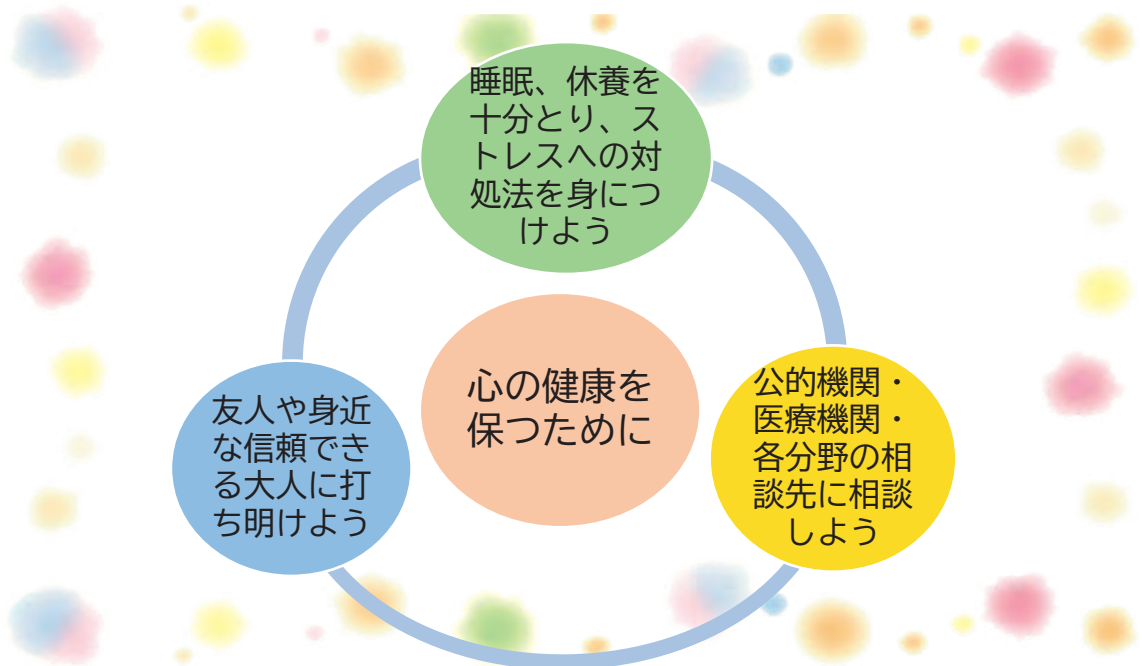 睡眠、休養を
十分とり、ス
トレスへの対
処法を身につ
けよう
心の健康を
保つために
友人や身近
な信頼でき
る大人に打
ち明けよう
公的機関・
医療機関・
各分野の相
談先に相談
しよう